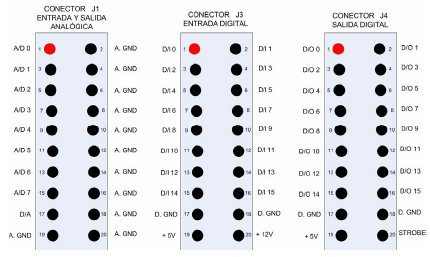 CONECTOR J1
ENTRADA Y SALIDA
ANALÓGICA
A/D 0 1 2 A. GND
A/D 1 3 4 A. GND
A/D 2 5 6 A. GND
A/D 3 7 8 A. GND
A/D 4 9 10 A. GND
A/D 5 11 12 A. GND
A/D 6 13 14 A. GND
A/D 7 15 16 A. GND
D/A 17 18 A. GND
A. GND 19 20 A. GND
CONECTOR J3
ENTRADA DIGITAL
D/I 0 1 2 D/I 1
D/I 2 3 4 D/I 3
D/I 4 5 6 D/I 5
D/I 6 7 8 D/I 7
D/I 8 9 10 D/I 9
D/I 10 11 12 D/I 11
D/I 12 13 14 D/I 13
D/I14 15 16 D/I 15
D. GND 17 18 D. GND
+ 5V 19 20 + 12V
CONECTOR J4
SALIDA DIGITAL
D/O 0 1 2 D/O 1
D/O 2 3 4 D/O 3
D/O 4 5 6 D/O 5
D/O 6 7 8 D/O 7
D/O 8 9 10 D/O 9
D/O 10 11 12 D/O 11
D/O 12 13 14 D/O 13
D/O 14 15 16 D/O 15
D. GND 17 18 D. GND
+5V 19 20 STROBE